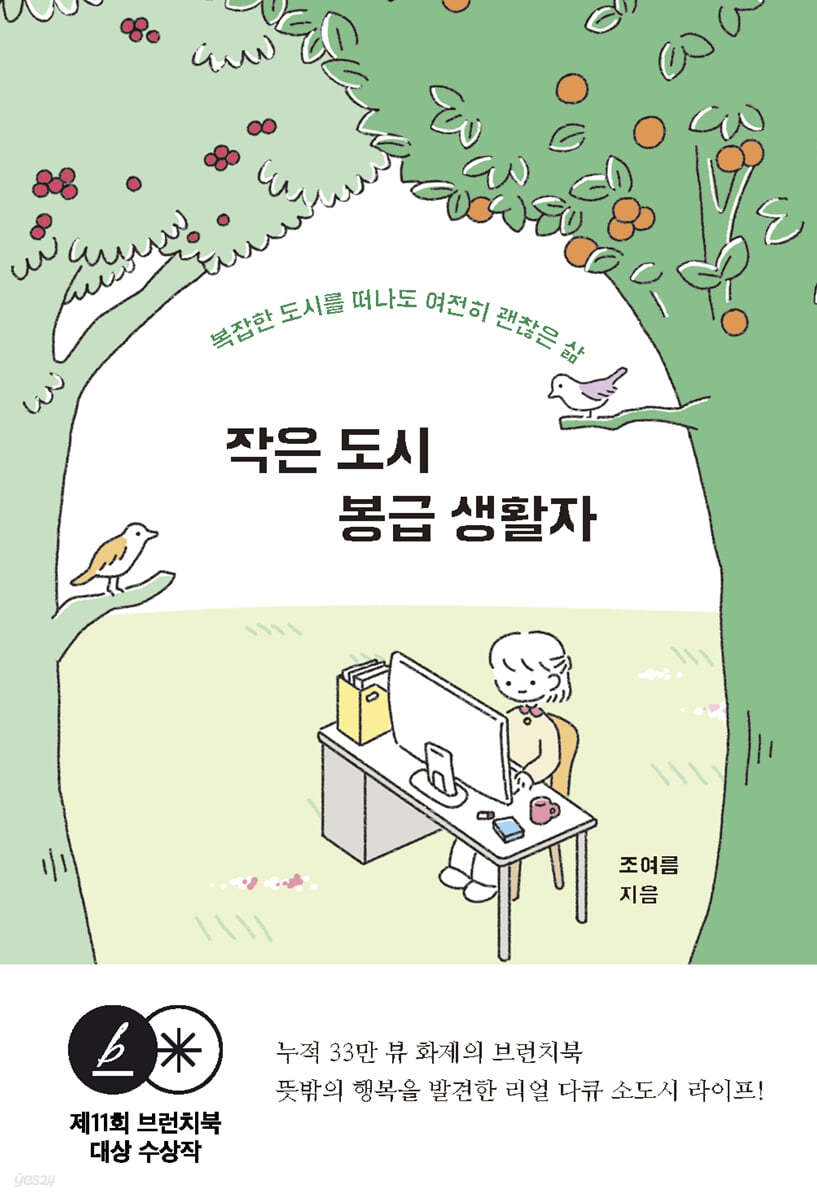 복잡한 도시를 떠나도 여전히 괜찮은 삶
작은 도시
봉급 생활자
조여름
지음
b
제11회 브런치북
대상 수상작
누적 33만 뷰 화제의 브런치북
뜻밖의 행복을 발견한 리얼 다큐 소도시 라이프!
yes24